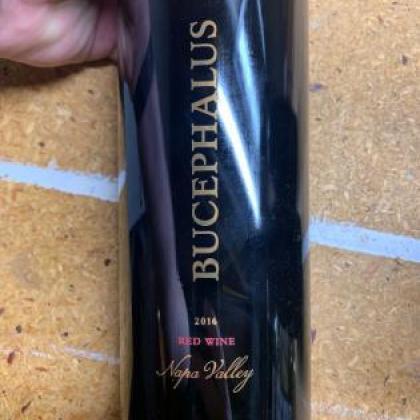 BUCEPHALUS
2016
RED WINE
Napa Valley